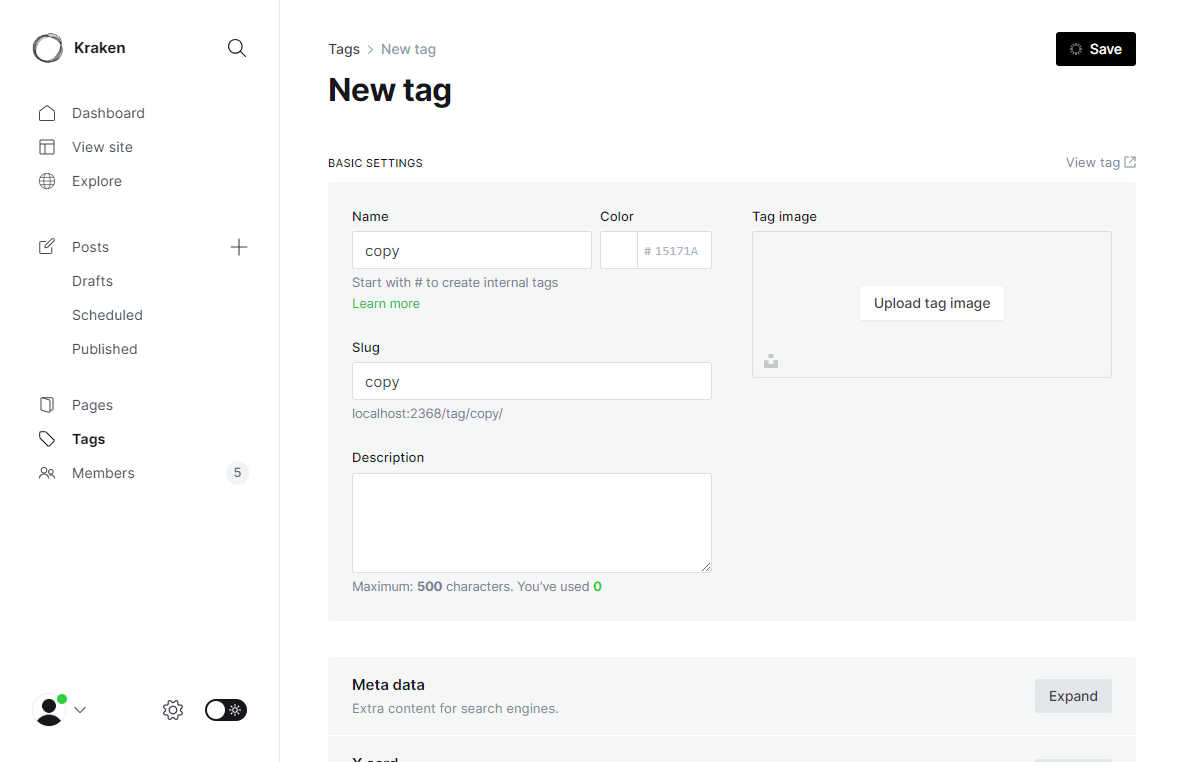 Kraken
Dashboard
View site
Explore
Posts
Drafts
Scheduled
Published
Pages
Tags
Members 5
Tags > New tag
Save
New tag
BASIC SETTINGS
View tag
Name
copy
Start with # to create internal tags
Learn more
Color
# 15171A
Tag image
Upload tag image
Slug
copy
localhost:2368/tag/copy/
Description
Maximum: 500 characters. You’ve used 0
Meta data
Extra content for search engines.
Expand
X card